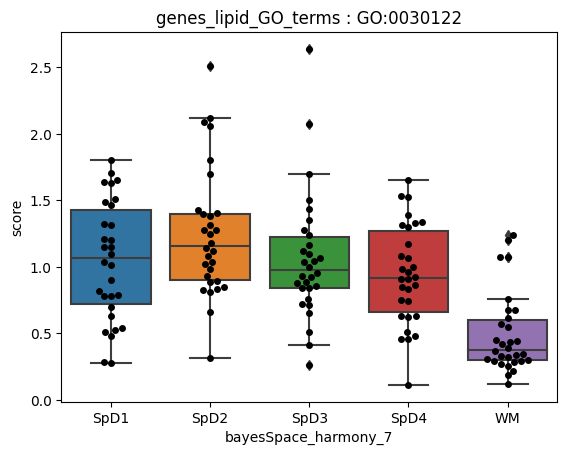 genes_lipid_GO_terms : GO:0030122
score
2.5
2.0
1.5
1.0
0.5
0.0
SpD1 SpD2 SpD3 SpD4 WM
bayesSpace_harmony_7